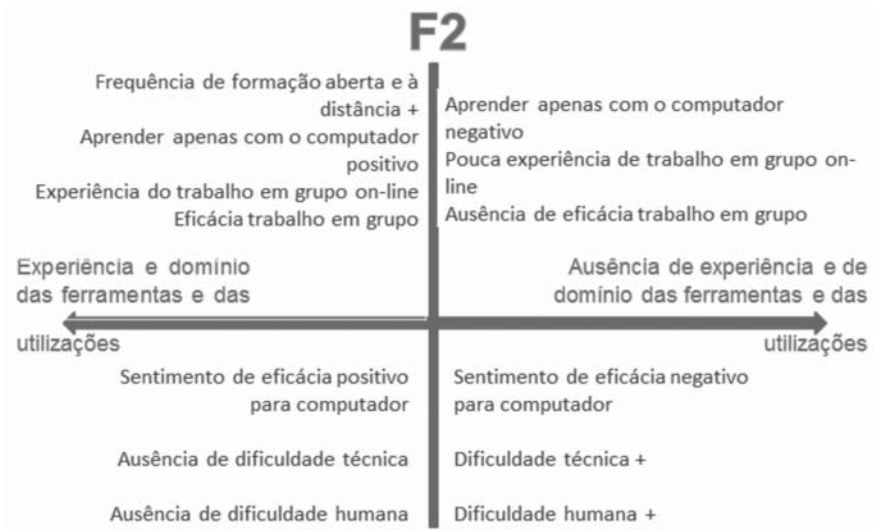 F2
Frequência de formação aberta e à
distância +
Aprender apenas com o computador
positivo
Experiência do trabalho em grupo on-line
Eficácia trabalho em grupo
Aprender apenas com o computador
negativo
Pouca experiência de trabalho em grupo on-
line
Ausência de eficácia trabalho em grupo
Experiência e domínio
das ferramentas e das
utilizações
Ausência de experiência e de
domínio das ferramentas e das
utilizações
Sentimento de eficácia positivo
para computador
Ausência de dificuldade técnica
Ausência de dificuldade humana
Sentimento de eficácia negativo
para computador
Dificuldade técnica +
Dificuldade humana +